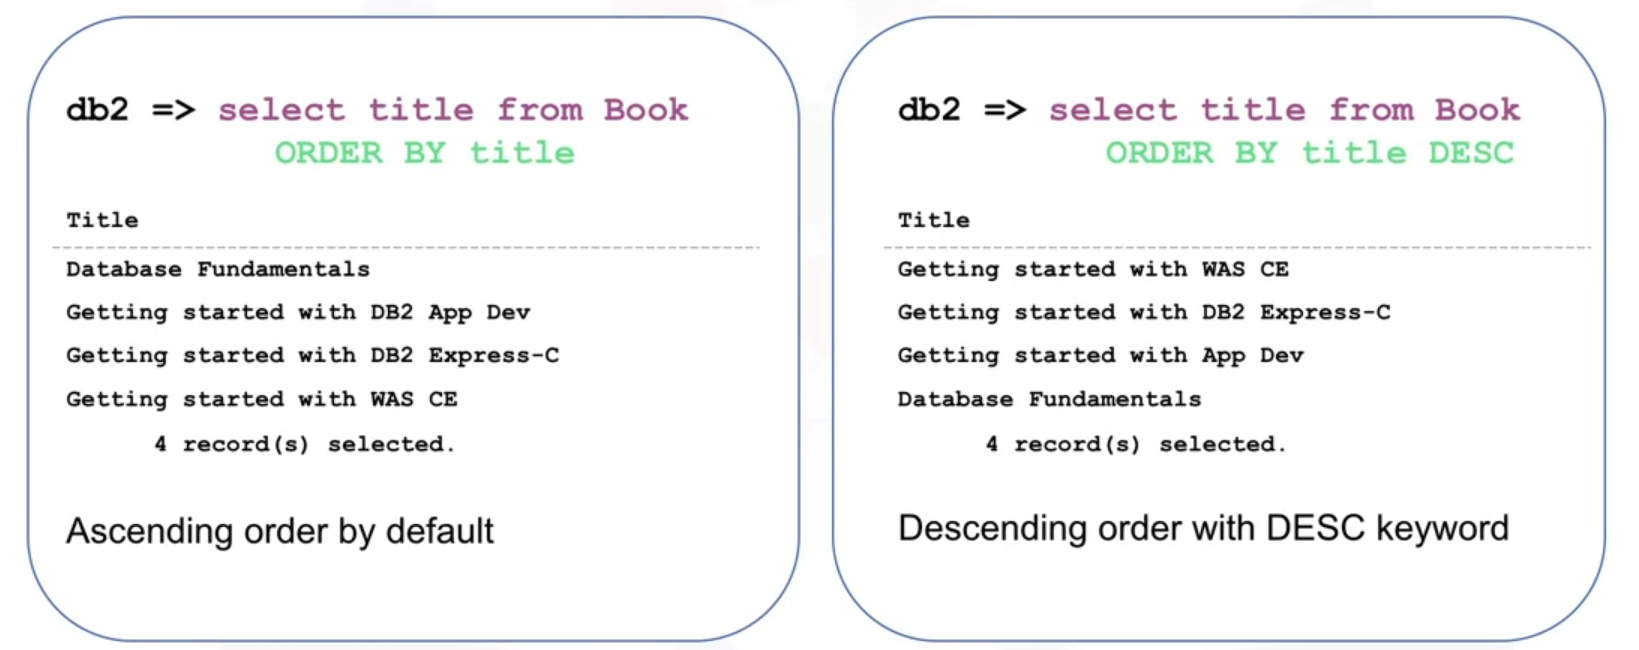 db2 => select title from Book
ORDER BY title
Title
Database Fundamentals
Getting started with DB2 App Dev
Getting started with DB2 Express-C
Getting started with WAS CE
4 record(s) selected.
Ascending order by default
db2 => select title from Book
ORDER BY title DESC
Title
Getting started with WAS CE
Getting started with DB2 Express-C
Getting started with App Dev
Database Fundamentals
4 record(s) selected.
Descending order with DESC keyword